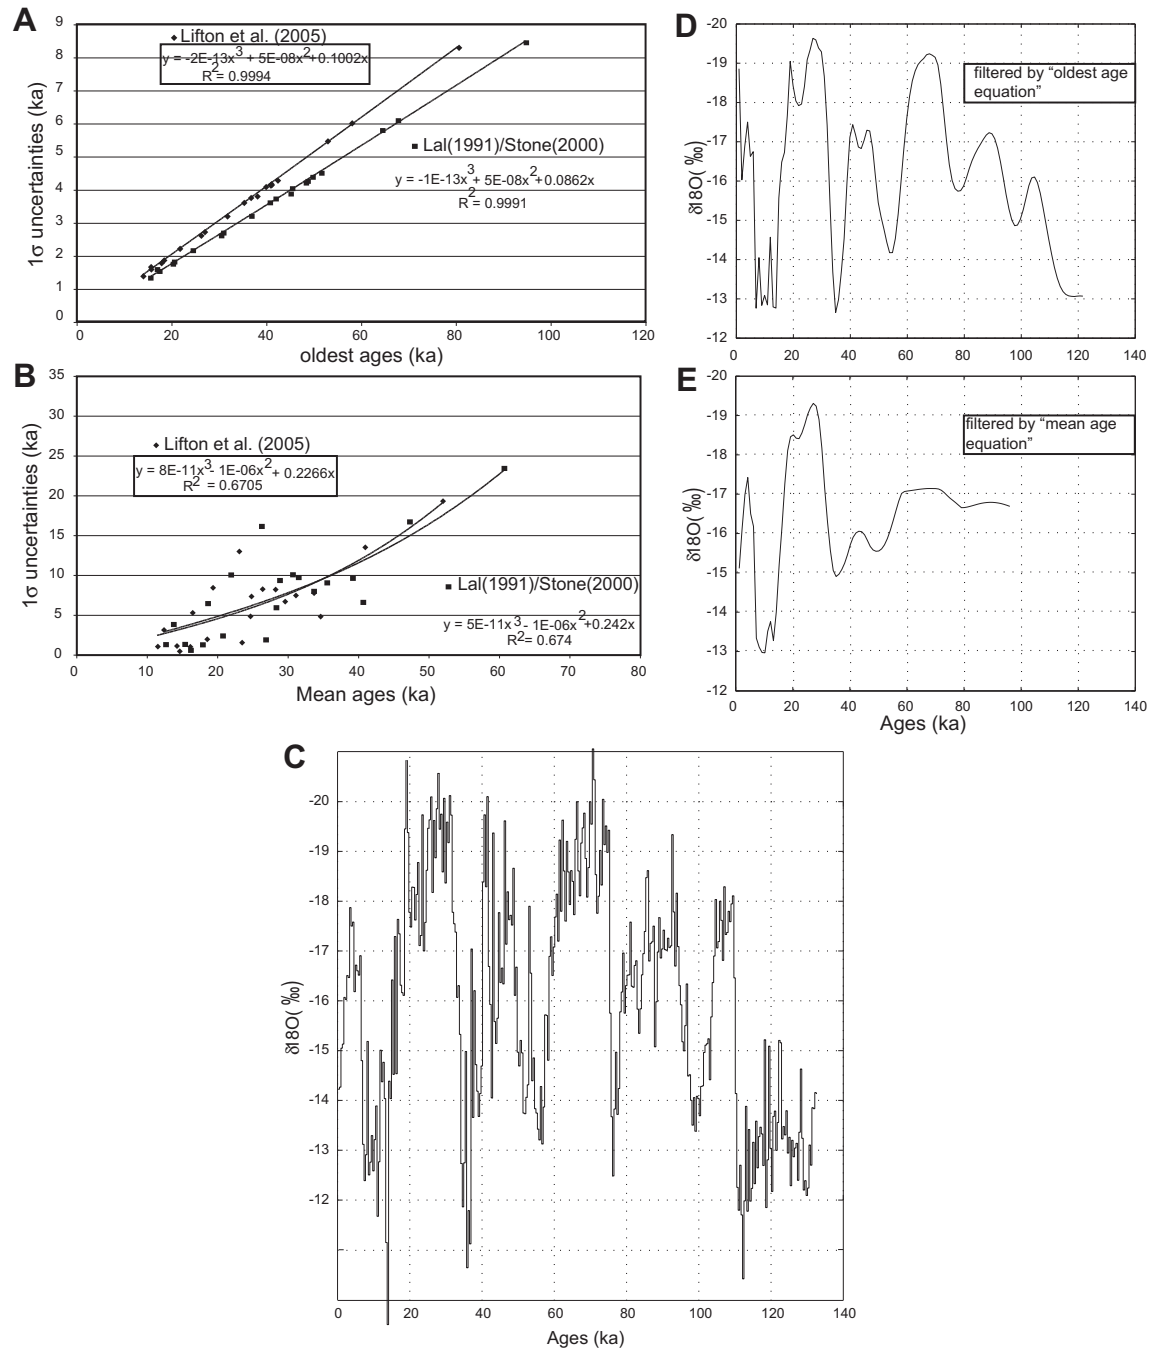 A
9
8
7
6
5
4
3
2
1
0
1σ uncertainties (ka)
Lifton et al. (2005)
y = -2E-13x3 + 5E-08x2+0.1002x
R2= 0.9994
Lal(1991)/Stone(2000)
y = -1E-13x3+ 5E-08x2+0.0862x
R2= 0.9991
0 20 40 60 80 100 120
oldest ages (ka)
B
35
30
25
20
15
10
5
0
1σ uncertainties (ka)
Lifton et al. (2005)
y = 8E-11x3- 1E-06x2+ 0.2266x
R2 = 0.6705
Lal(1991)/Stone(2000)
y = 5E-11x3- 1E-06x2+0.242x
R2= 0.674
10 20 30 40 50 60 70 80
Mean ages (ka)
D
-20
-19
-18
-17
-16
-15
-14
-13
-12
δ18O(‰)
filtered by “oldest age
equation”
0 20 40 60 80 100 120 140
E
-20
-19
-18
-17
-16
-15
-14
-13
-12
δ18O(‰)
filtered by “mean age
equation”
0 20 40 60 80 100 120 140
Ages (ka)
C
-20
-19
-18
-17
-16
-15
-14
-13
-12
δ18O(‰)
0 20 40 60 80 100 120 140
Ages (ka)